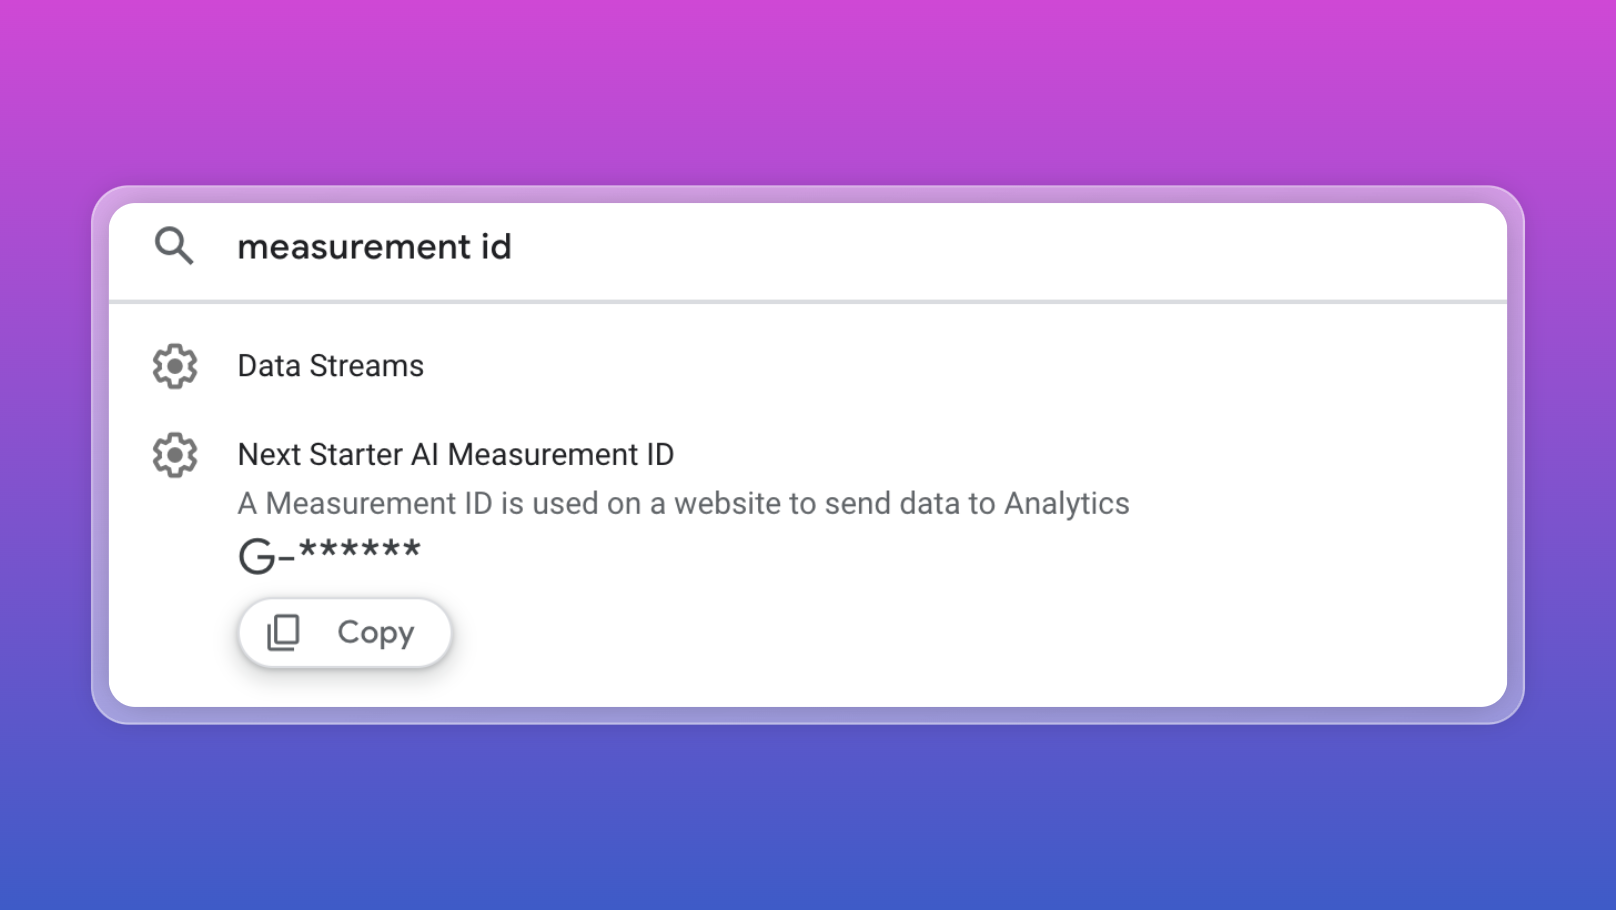 measurement id
Data Streams
Next Starter AI Measurement ID
A Measurement ID is used on a website to send data to Analytics
G-******
Copy